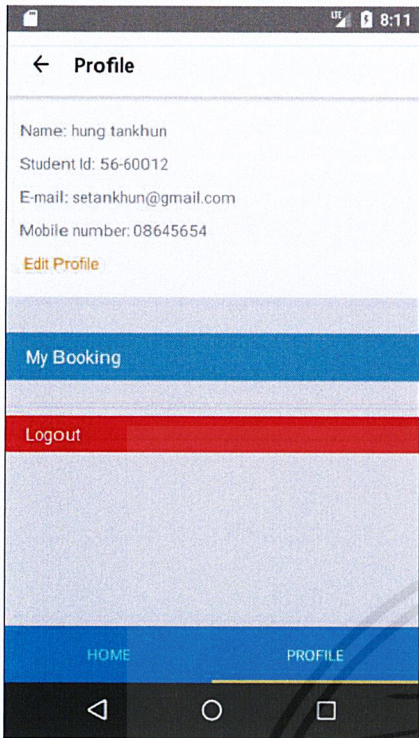 LTE 8:11
Profile
Name: hung tankhun
Student Id: 56-60012
E-mail: setankhun@gmail.com
Mobile number: 08645654
Edit Profile
My Booking
Logout
HOME PROFILE